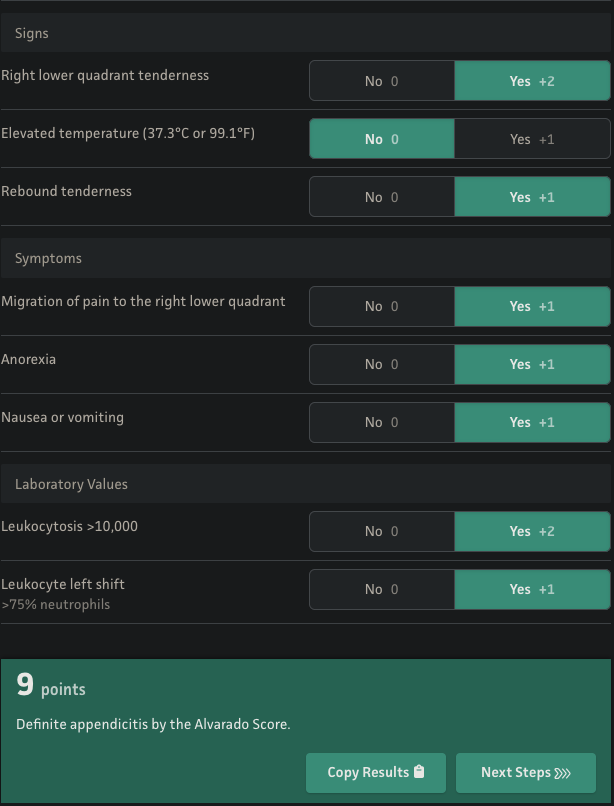 Signs
Right lower quadrant tenderness No 0 Yes +2
Elevated temperature (37.3°C or 99.1°F) No 0 Yes +1
Rebound tenderness No 0 Yes +1
Symptoms
Migration of pain to the right lower quadrant No 0 Yes +1
Anorexia No 0 Yes +1
Nausea or vomiting No 0 Yes +1
Laboratory Values
Leukocytosis >10,000 No 0 Yes +2
Leukocyte left shift No 0 Yes +1
>75% neutrophils
9 points
Definite appendicitis by the Alvarado Score.
Copy Results Next Steps